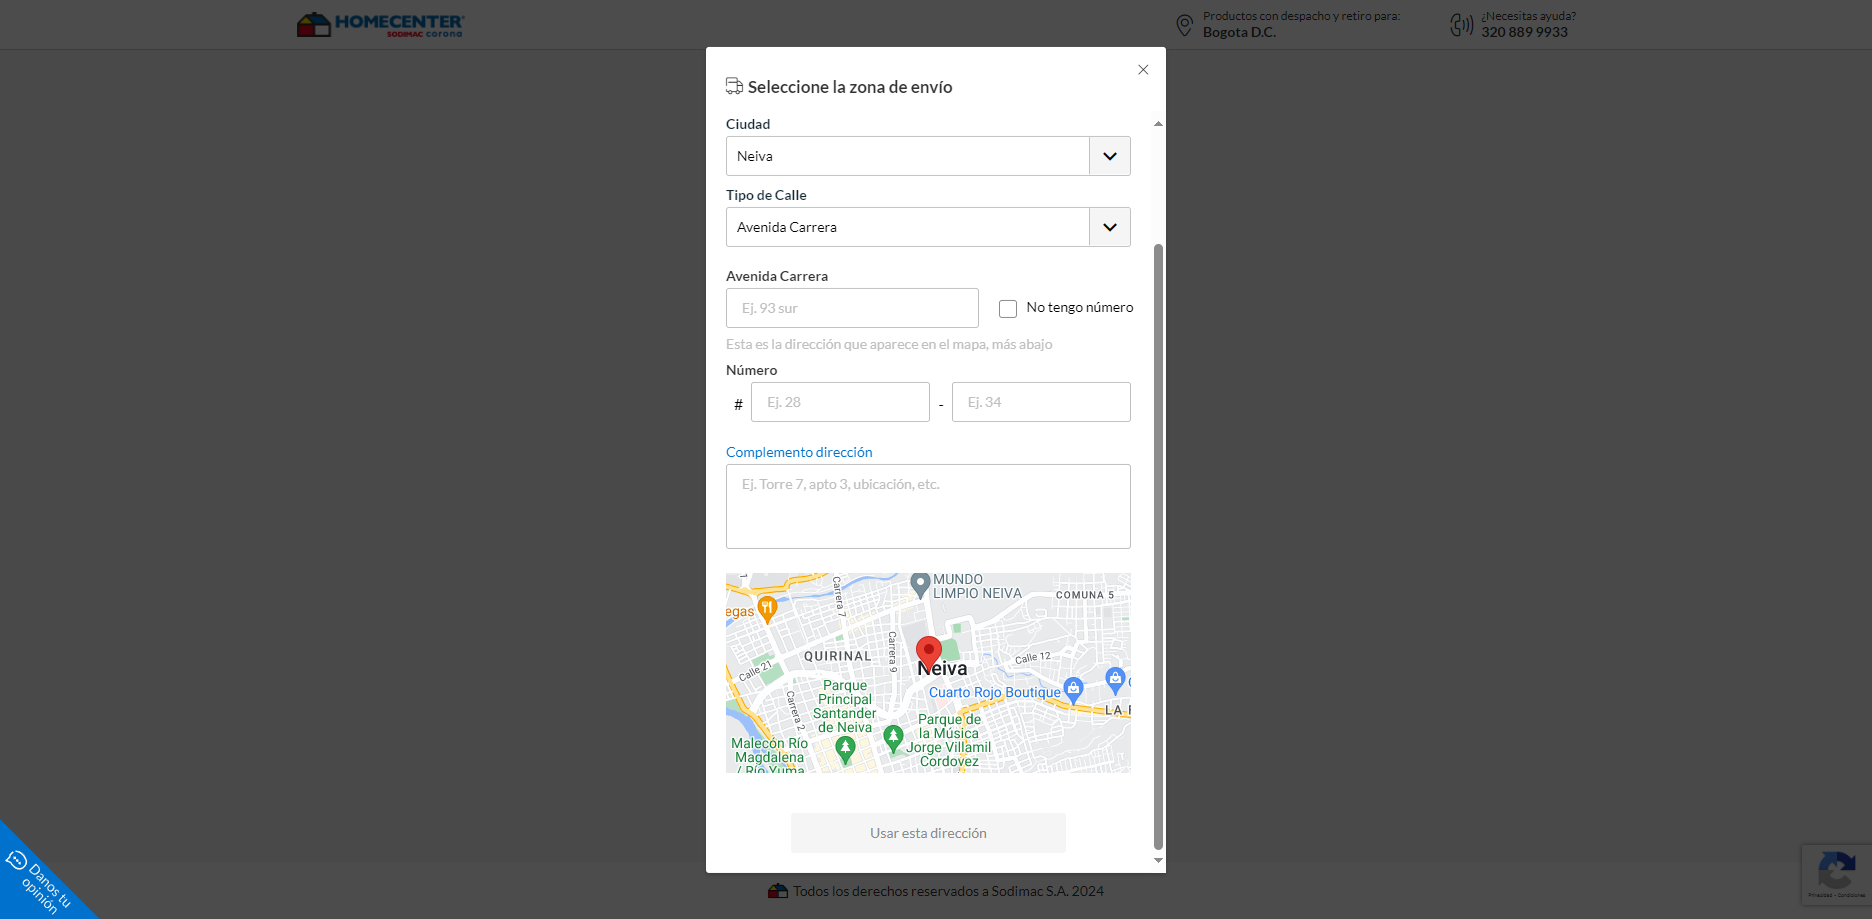 HOMECENTER
SODIMAC corona
Productos con despacho y retiro para:
Bogota D.C.
¿Necesitas ayuda?
320 889 9933
Seleccione la zona de envío
Ciudad
Neiva
Tipo de Calle
Avenida Carrera
Avenida Carrera
Ej. 93 sur
No tengo número
Esta es la dirección que aparece en el mapa, más abajo
Número
# Ej. 28 - Ej. 34
Complemento dirección
Ej. Torre 7, apto 3, ubicación, etc.
MUNDO
LIMPIO NEIVA
COMUNA 5
egas
Carrera 7
Carrera 9
QUIRINAL
Calle 12
Neiva
Calle 21
Cuarto Rojo Boutique
Carrera 2
Parque
Principal
Santander
de Neiva
Parque de
la Música
Jorge Villamil
Cordovez
Malecón Río
Magdalena
/ Río Yuma
Usar esta dirección
Danos tu
opinión
Todos los derechos reservados a Sodimac S.A. 2024
Privacidad - Condiciones